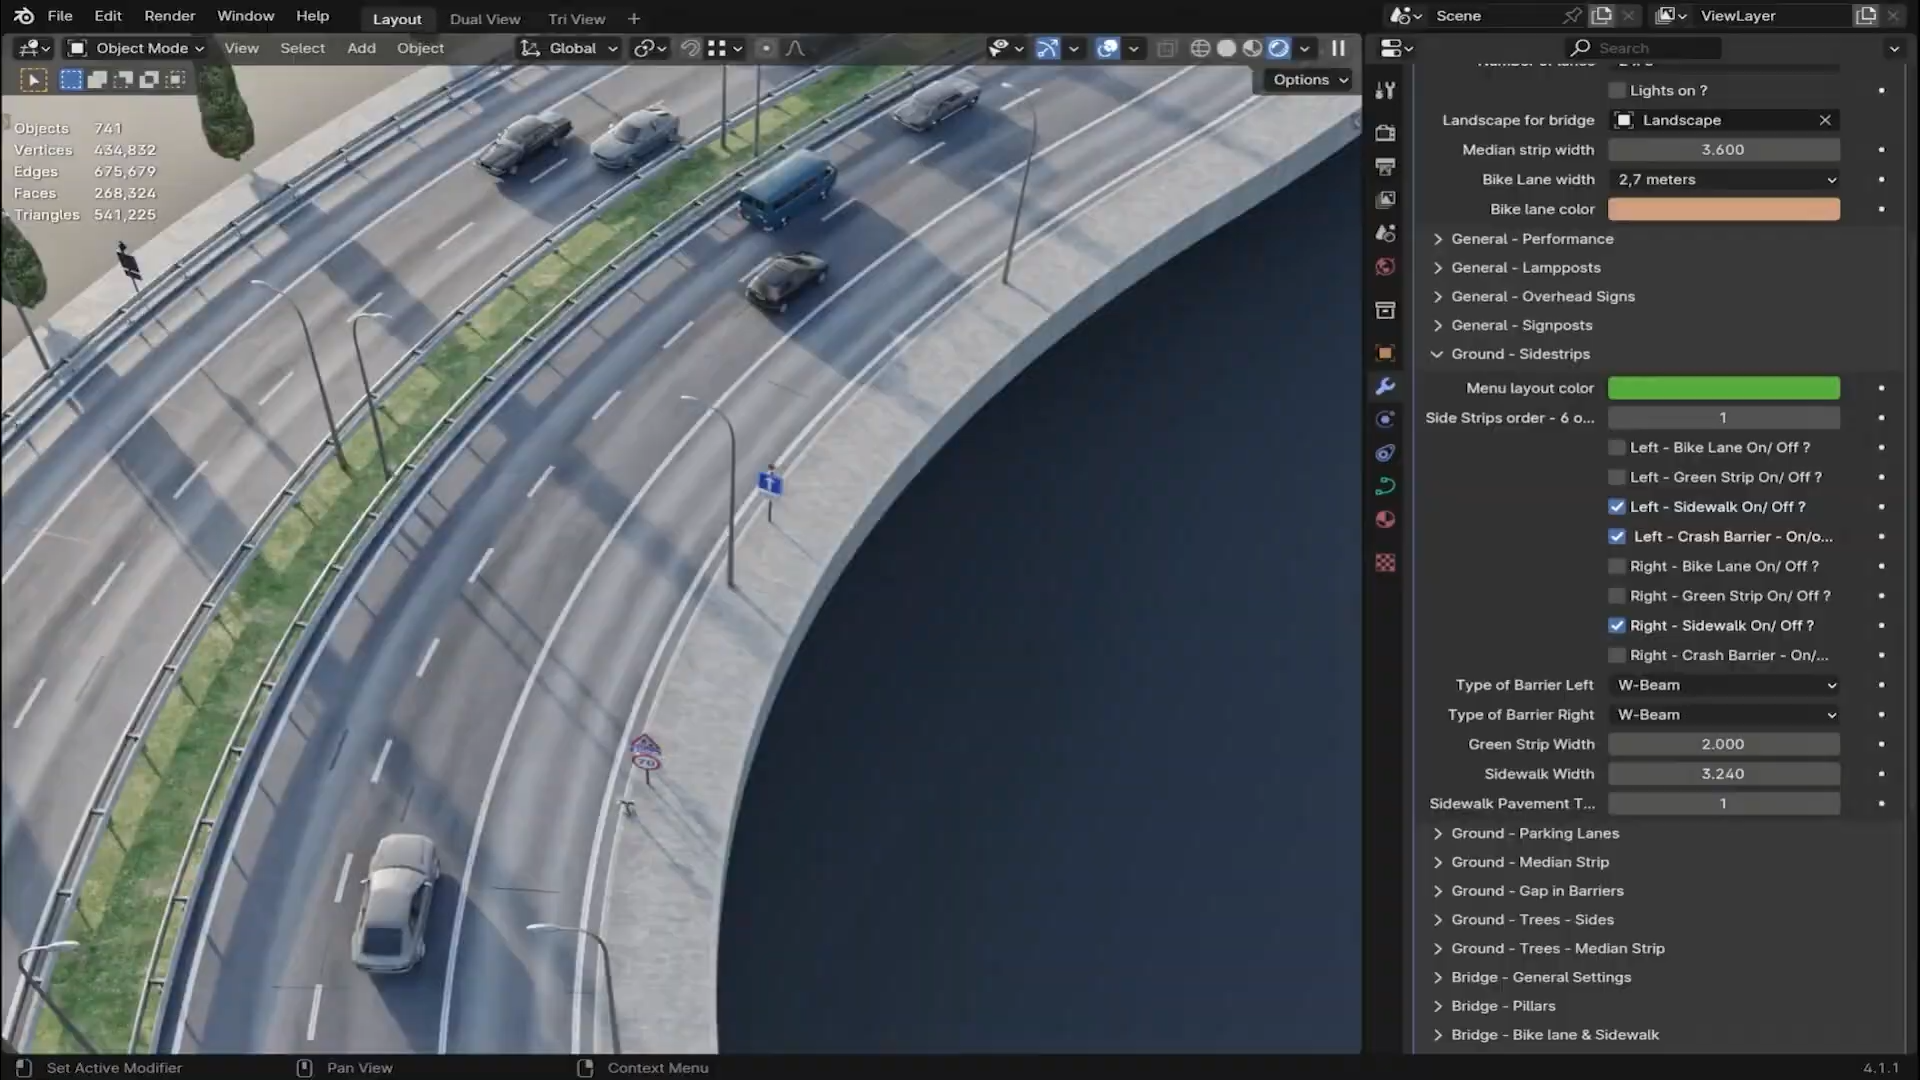 File Edit Render Window Help Layout Dual View Tri View + Scene ViewLayer
Object Mode View Select Add Object Global Search
Options
Objects 741
Vertices 434,832
Edges 675,679
Faces 268,324
Triangles 541,225
70
Lights on ?
Landscape for bridge Landscape
Median strip width 3.600
Bike Lane width 2,7 meters
Bike lane color
General - Performance
General - Lampposts
General - Overhead Signs
General - Signposts
Ground - Sidestrips
Menu layout color
Side Strips order - 6 o... 1
Left - Bike Lane On/ Off ?
Left - Green Strip On/ Off ?
Left - Sidewalk On/ Off ?
Left - Crash Barrier - On/o...
Right - Bike Lane On/ Off ?
Right - Green Strip On/ Off ?
Right - Sidewalk On/ Off ?
Right - Crash Barrier - On/...
Type of Barrier Left W-Beam
Type of Barrier Right W-Beam
Green Strip Width 2.000
Sidewalk Width 3.240
Sidewalk Pavement T... 1
Ground - Parking Lanes
Ground - Median Strip
Ground - Gap in Barriers
Ground - Trees - Sides
Ground - Trees - Median Strip
Bridge - General Settings
Bridge - Pillars
Bridge - Bike lane & Sidewalk
Set Active Modifier Pan View Context Menu 4.1.1